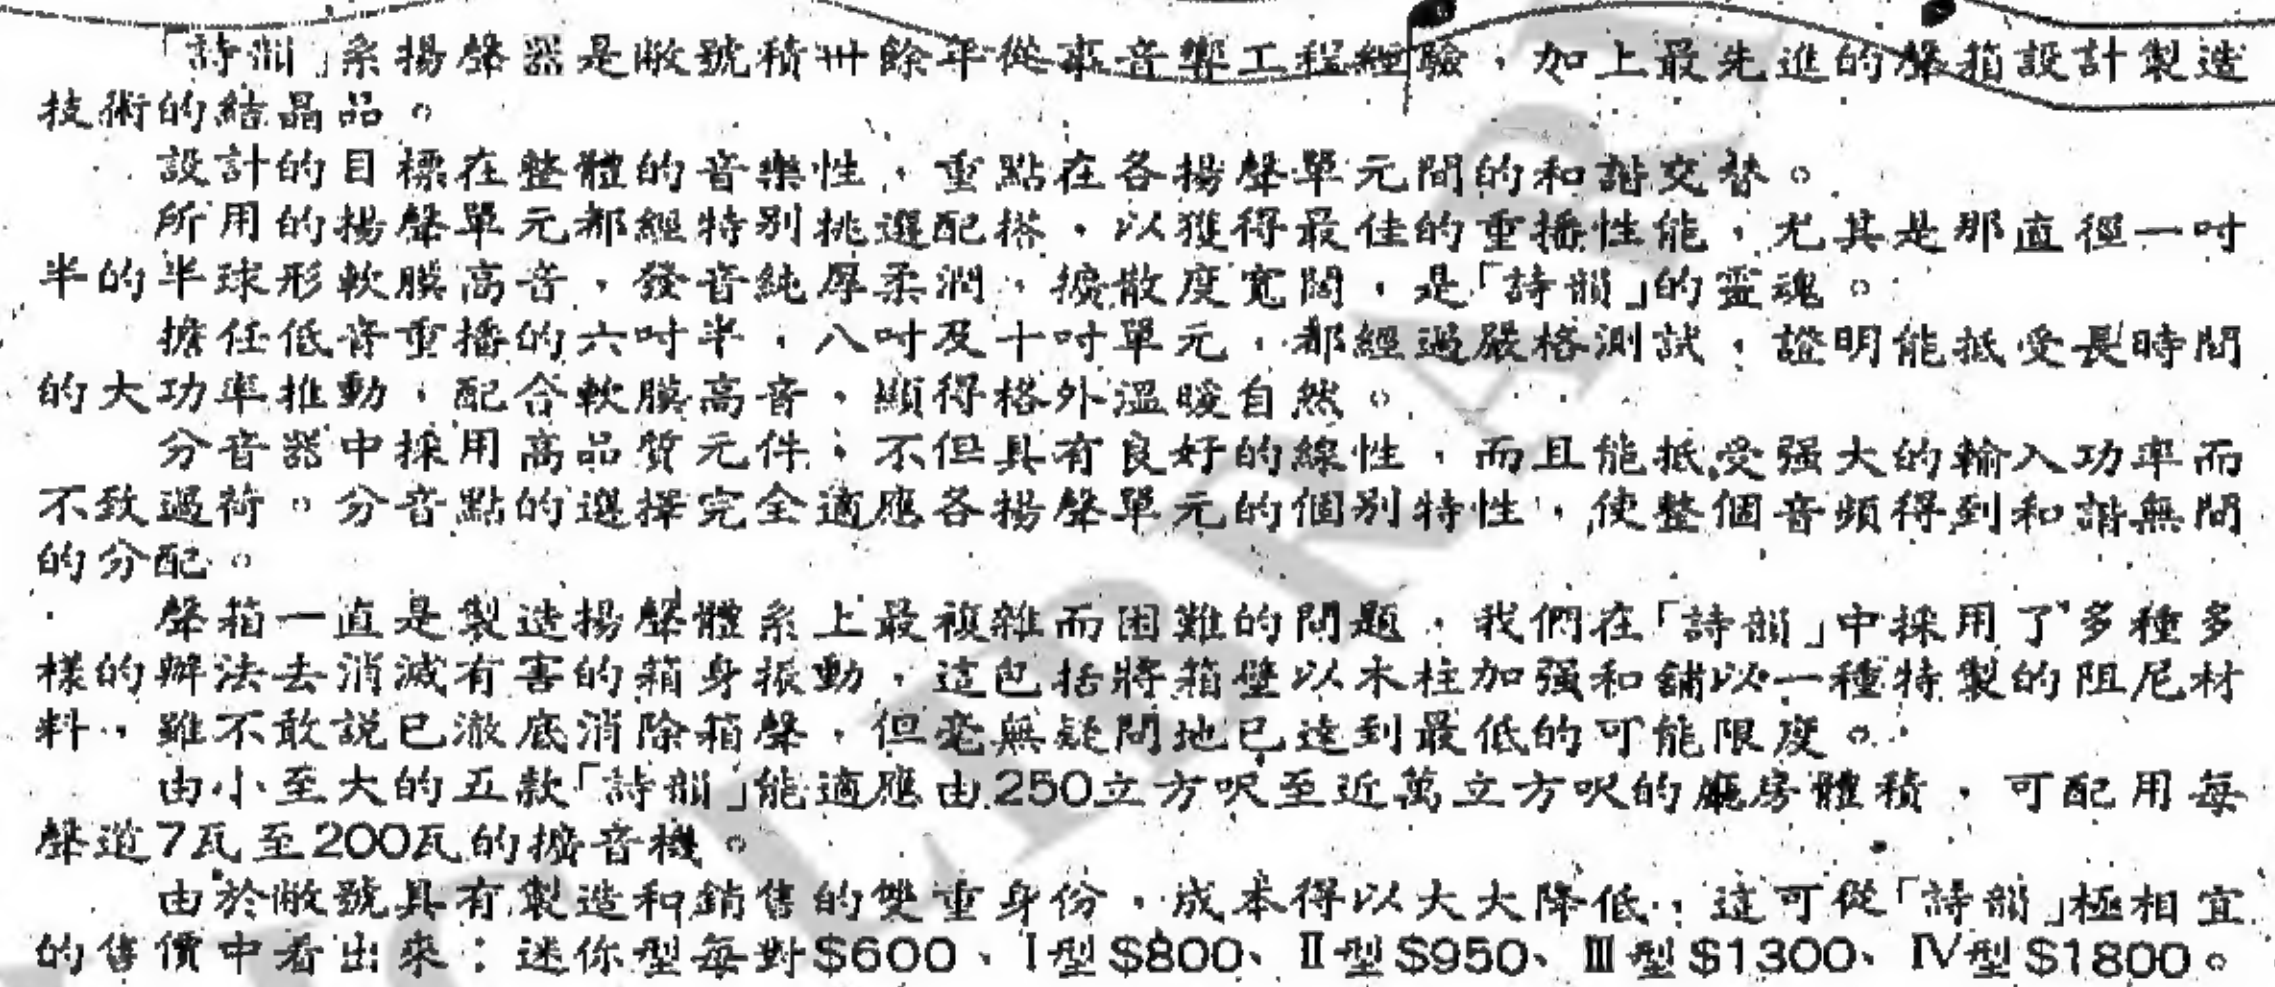 「詩韻」系揚聲器是敝號積卅餘年從事音響工程經驗，加上最先進的聲箱設計製造
技術的結晶品。
設計的目標在整體的音樂性，重點在各揚聲單元間的和諧交替。
所用的揚聲單元都經特別挑選配搭，以獲得最佳的重播性能，尤其是那直徑一吋
半的半球形軟膜高音，發音純厚柔潤，擴散度寬闊，是「詩韻」的靈魂。
擔任低音重播的六吋半，八吋及十吋單元，都經過嚴格測試，證明能抵受長時間
的大功率推動，配合軟膜高音，顯得格外溫暖自然。
分音器中採用高品質元件，不但具有良好的線性，而且能抵受强大的輸入功率而
不致過荷。分音點的選擇完全適應各揚聲單元的個別特性，使整個音頻得到和諧無間
的分配。
聲箱一直是製造揚聲體系上最複雜而困難的問題，我們在「詩韻」中採用了多種多
樣的辦法去消滅有害的箱身振動，這包括將箱壁以木柱加强和鋪以一種特製的阻尼材
料，雖不敢說已澈底消除箱聲，但毫無疑問地已達到最低的可能限度。
由小至大的五款「詩韻」能適應由250立方呎至近萬立方呎的廳房體積，可配用每
聲道7瓦至200瓦的擴音機。
由於敝號具有製造和銷售的雙重身份，成本得以大大降低，這可從「詩韻」極相宜
的售價中看出來：迷你型每對$600、I型$800、II型$950、III型$1300、IV型$1800。
LIBRARY